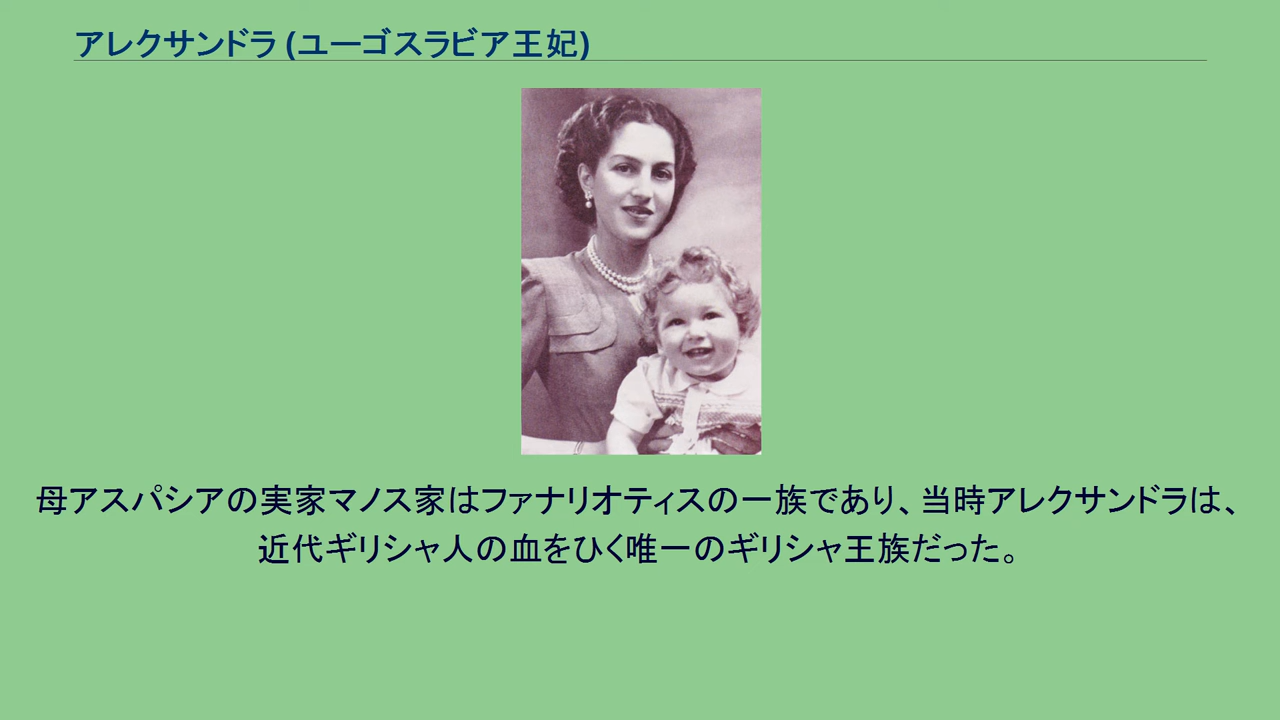 アレクサンドラ (ユーゴスラビア王妃)
母アスパシアの実家マノス家はファナリオティスの一族であり、当時アレクサンドラは、
近代ギリシャ人の血をひく唯一のギリシャ王族だった。